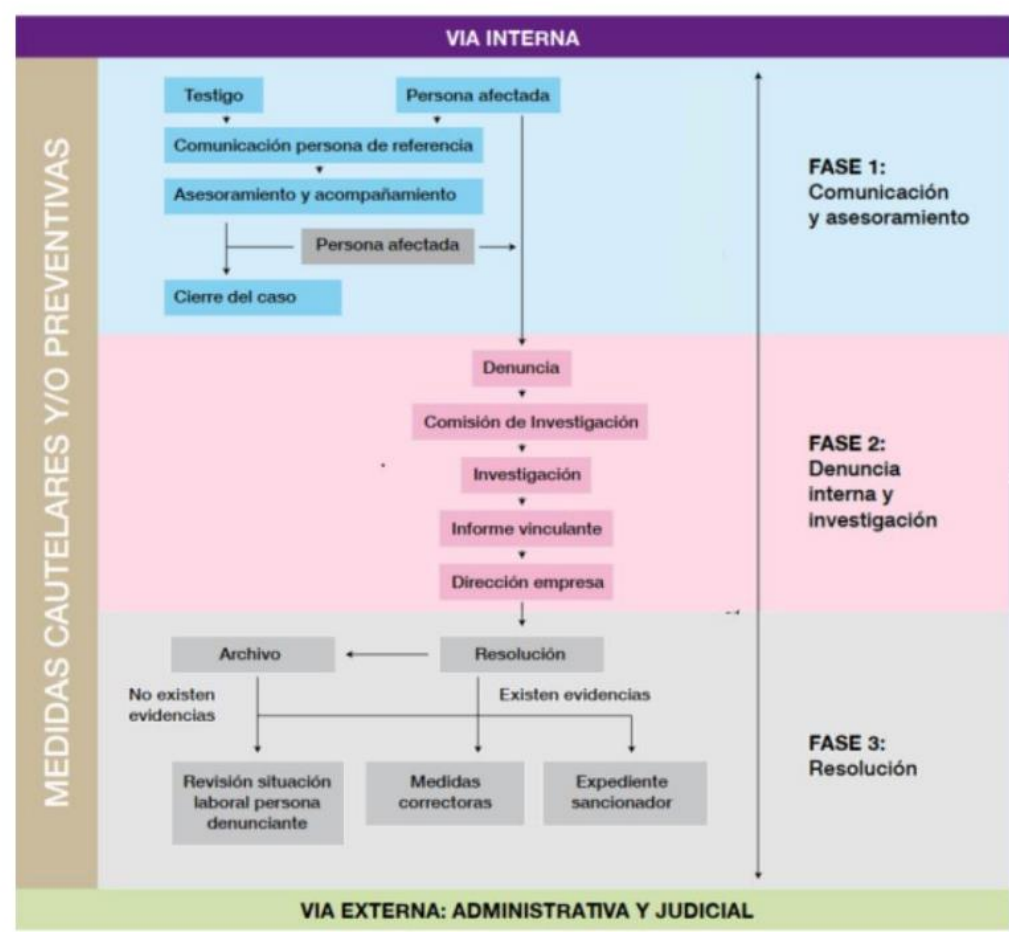 VIA INTERNA
MEDIDAS CAUTELARES Y/O PREVENTIVAS
Testigo
Persona afectada
Comunicación persona de referencia
Asesoramiento y acompañamiento
Persona afectada
Cierre del caso
FASE 1:
Comunicación
y asesoramiento
Denuncia
Comisión de Investigación
Investigación
Informe vinculante
Dirección empresa
FASE 2:
Denuncia
interna y
investigación
Archivo
Resolución
No existen
evidencias
Existen evidencias
Revisión situación
laboral persona
denunciante
Medidas
correctoras
Expediente
sancionador
FASE 3:
Resolución
VIA EXTERNA: ADMINISTRATIVA Y JUDICIAL